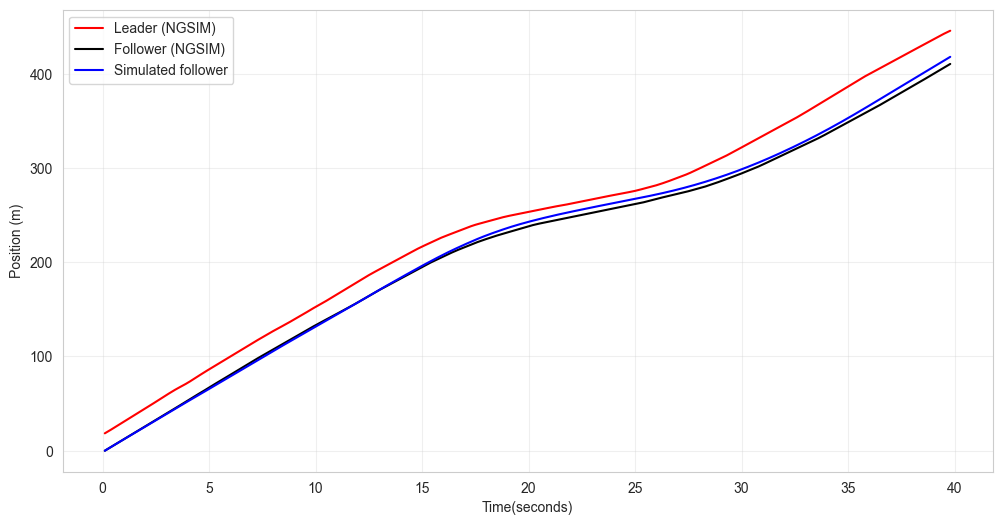 Leader (NGSIM)
Follower (NGSIM)
Simulated follower
Position (m)
400
300
200
100
0
0 5 10 15 20 25 30 35 40
Time(seconds)